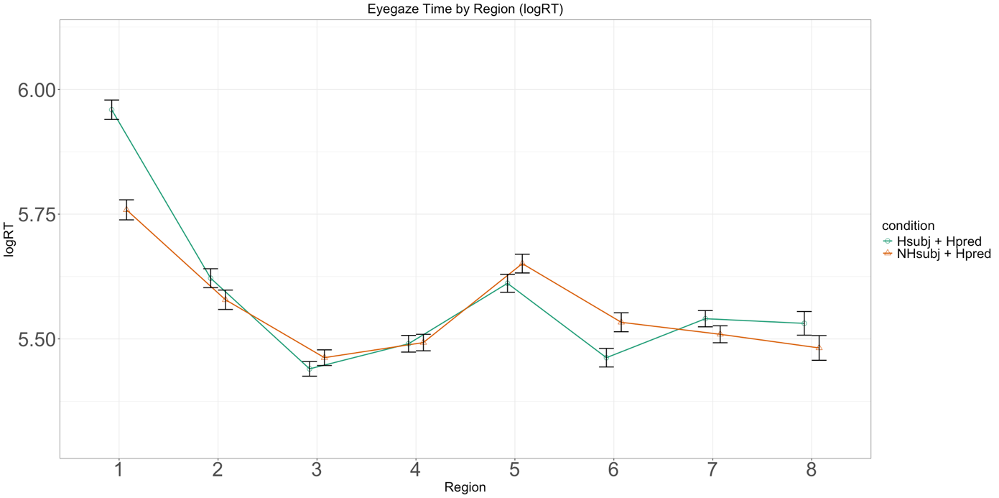 Eyegaze Time by Region (logRT)
6.00
5.75
5.50
logRT
1 2 3 4 5 6 7 8
Region
condition
Hsubj + Hpred
NHsubj + Hpred